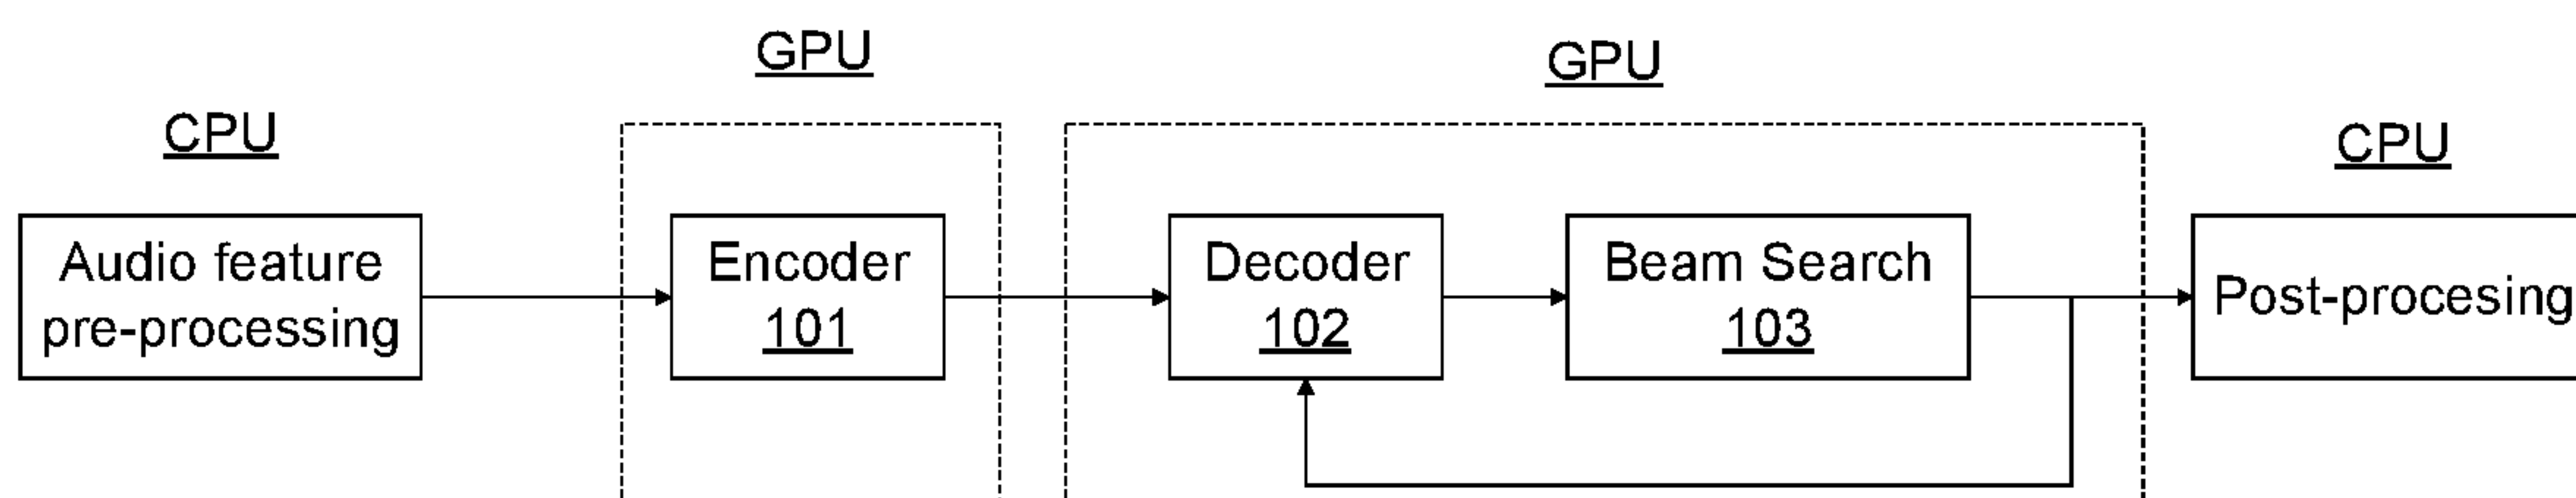 GPU
GPU
CPU
CPU
Audio feature
pre-processing
Encoder
101
Decoder
102
Beam Search
103
Post-procesing